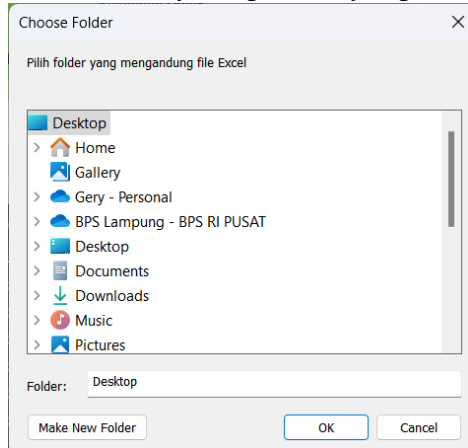 Choose Folder
Pilih folder yang mengandung file Excel
Desktop
Home
Gallery
Gery - Personal
BPS Lampung - BPS RI PUSAT
Desktop
Documents
Downloads
Music
Pictures
Folder: Desktop
Make New Folder OK Cancel